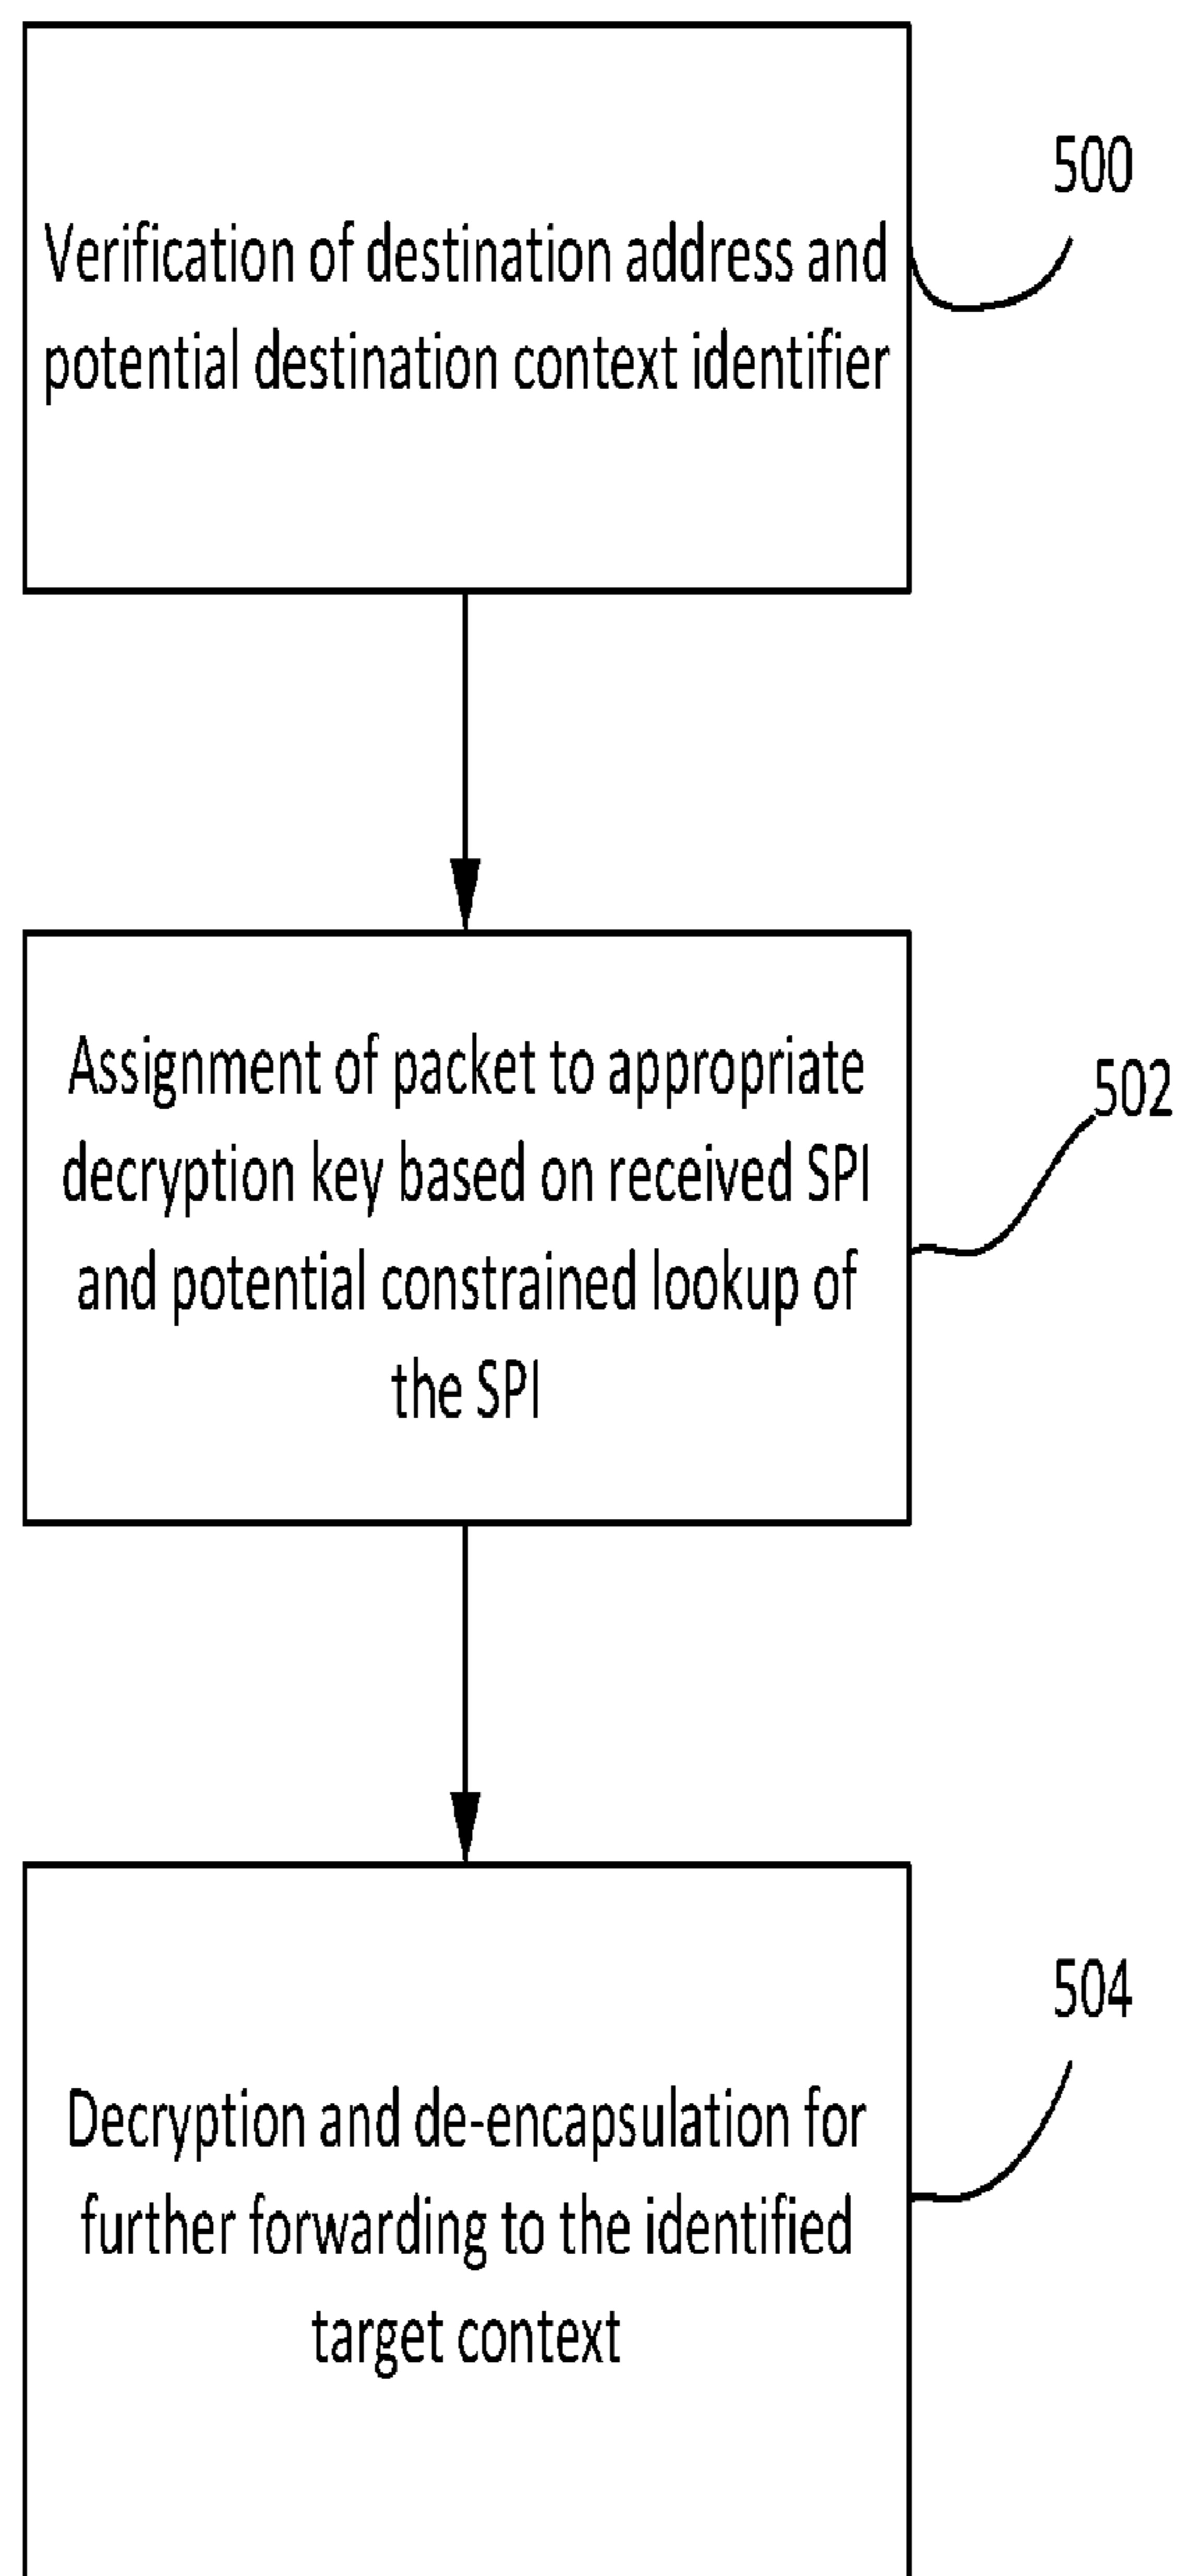 500
Verification of destination address and
potential destination context identifier
502
Assignment of packet to appropriate
decryption key based on received SPI
and potential constrained lookup of
the SPI
504
Decryption and de-encapsulation for
further forwarding to the identified
target context